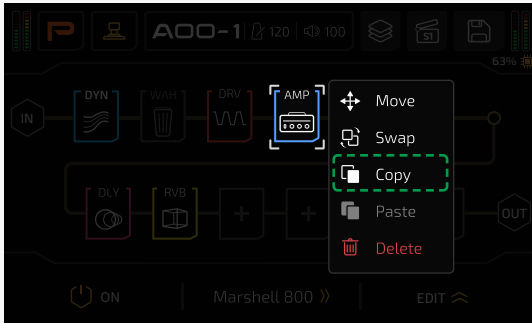 A00-1 120 100 S1
63%
DYN WAH DRV AMP
IN
Move
Swap
Copy
Paste
Delete
DLY RVB
OUT
ON Marshell 800 EDIT